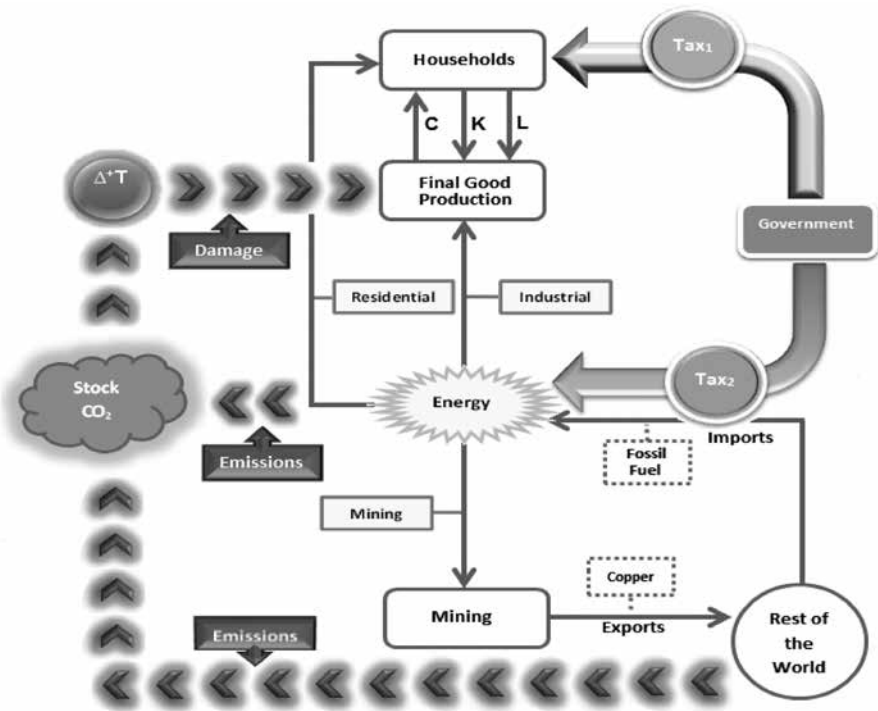 Tax₁
Households
C
K
L
Δ⁺T
Final Good
Production
Government
Damage
Residential
Industrial
Stock
CO₂
Energy
Tax₂
Imports
Emissions
Fossil
Fuel
Mining
Copper
Mining
Exports
Rest of
the
World
Emissions